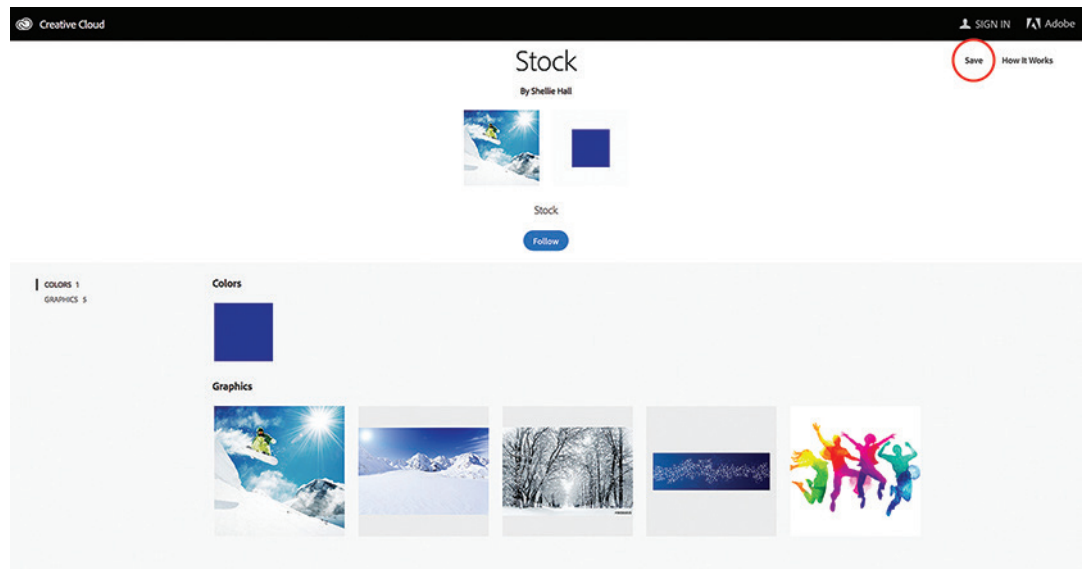 Creative Cloud
SIGN IN
Adobe
Stock
Save
How It Works
By Shellie Hall
Stock
Follow
COLORS 1
GRAPHICS 5
Colors
Graphics